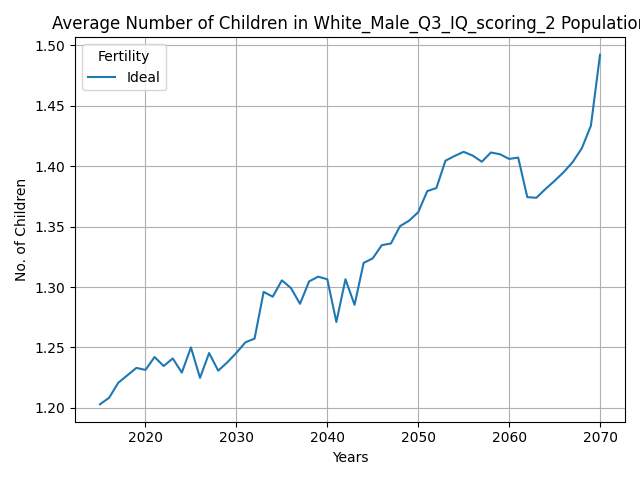 Average Number of Children in White_Male_Q3_IQ_scoring_2 Population
Fertility
Ideal
No. of Children
1.50
1.45
1.40
1.35
1.30
1.25
1.20
2020 2030 2040 2050 2060 2070
Years